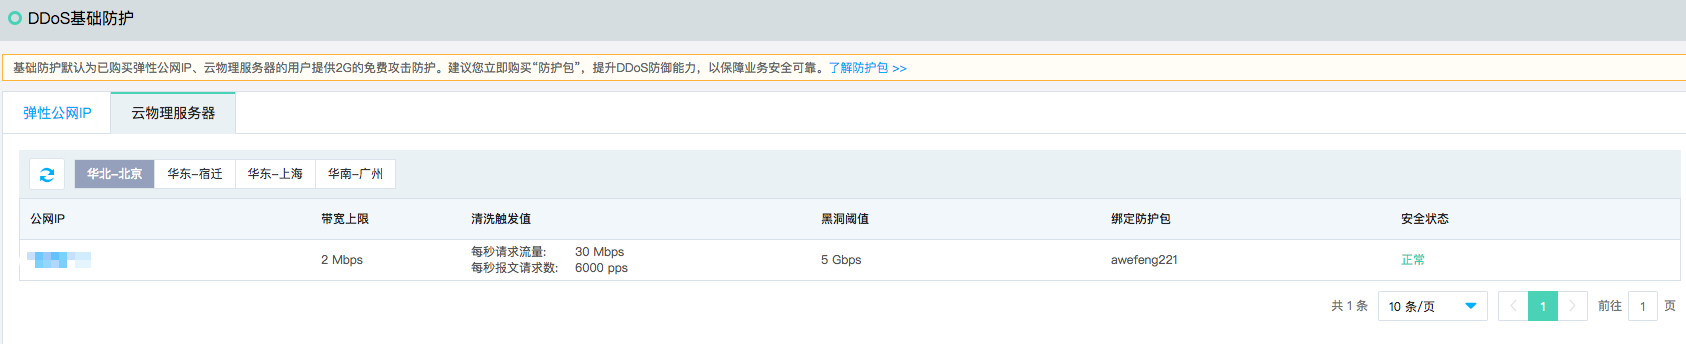 DDoS基础防护
基础防护默认为已购买弹性公网IP、云物理服务器的用户提供2G的免费攻击防护。建议您立即购买“防护包”，提升DDoS防御能力，以保障业务安全可靠。了解防护包 >>
弹性公网IP 云物理服务器
华北-北京 华东-宿迁 华东-上海 华南-广州
公网IP 带宽上限 清洗触发值 黑洞阈值 绑定防护包 安全状态
每秒请求流量: 30 Mbps
2 Mbps 5 Gbps awefeng221 正常
每秒报文请求数: 6000 pps
共 1 条 10 条/页 1 前往 1 页